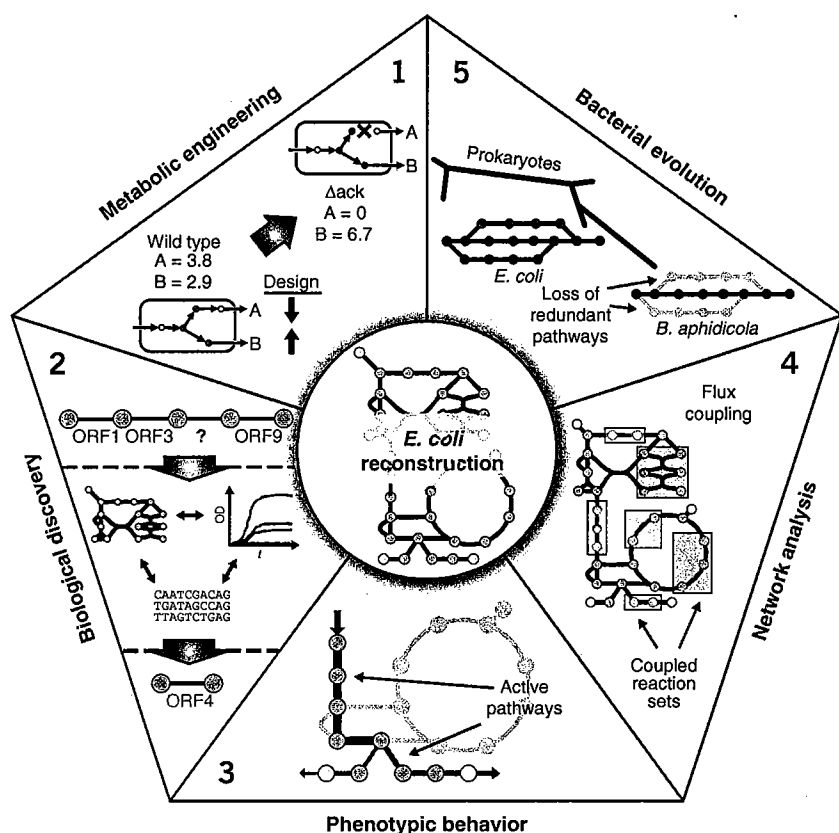 1
Metabolic engineering
A
B
Δack
A = 0
B = 6.7
Wild type
A = 3.8
B = 2.9
Design
A
B
5
Bacterial evolution
Prokaryotes
E. coli
Loss of
redundant
pathways
B. aphidicola
2
Biological discovery
ORF1 ORF3 ? ORF9
OD
t
CAATCGACAG
TGATAGCCAG
TTAGTCTGAG
ORF4
E. coli
reconstruction
4
Network analysis
Flux
coupling
Coupled
reaction
sets
3
Active
pathways
Phenotypic behavior